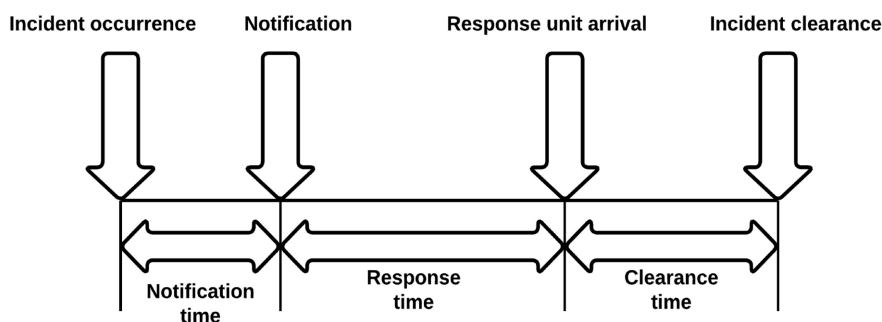 Incident occurrence
Notification
Response unit arrival
Incident clearance
Notification
time
Response
time
Clearance
time